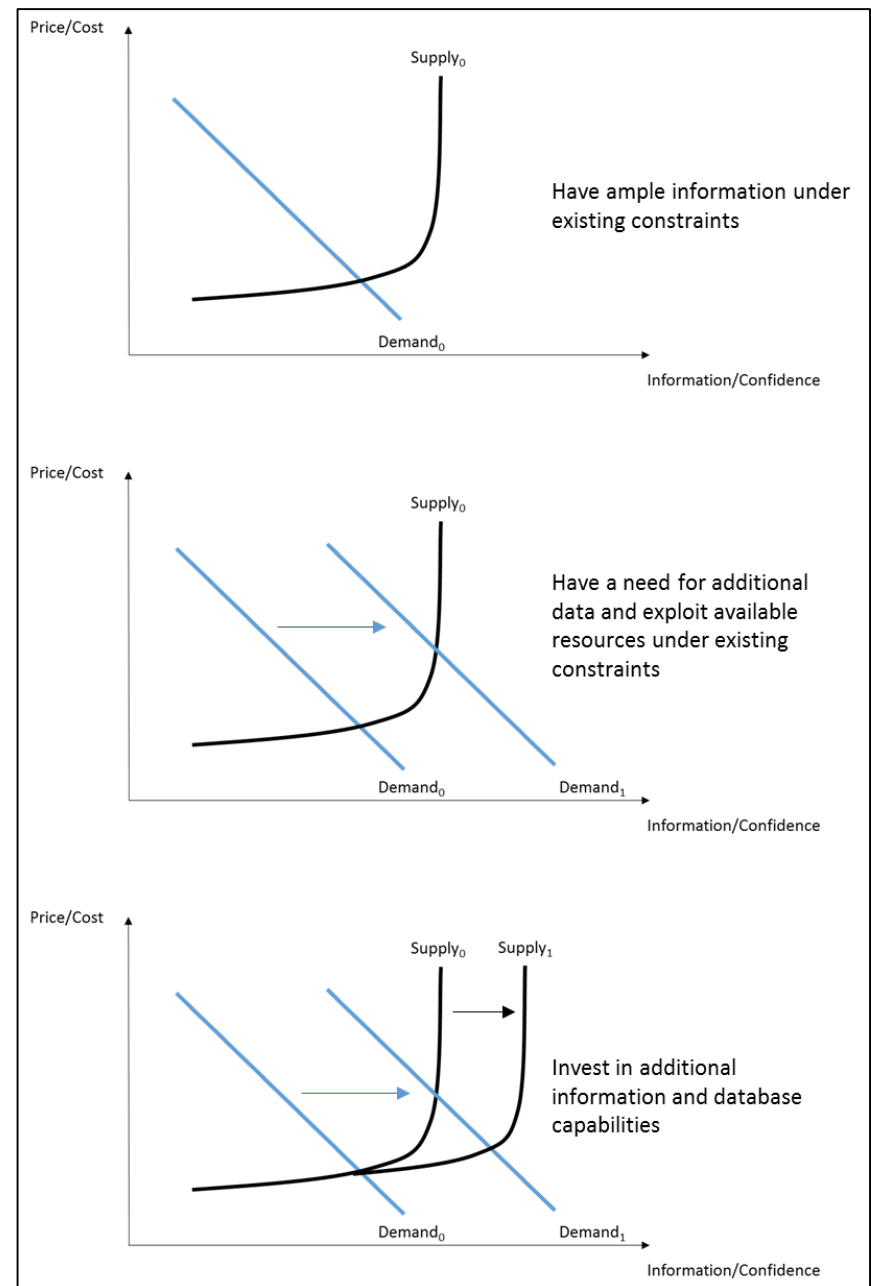 Price/Cost
Supply₀
Have ample information under
existing constraints
Demand₀
Information/Confidence
Price/Cost
Supply₀
Have a need for additional
data and exploit available
resources under existing
constraints
Demand₀ Demand₁
Information/Confidence
Price/Cost
Supply₀ Supply₁
Invest in additional
information and database
capabilities
Demand₀ Demand₁
Information/Confidence